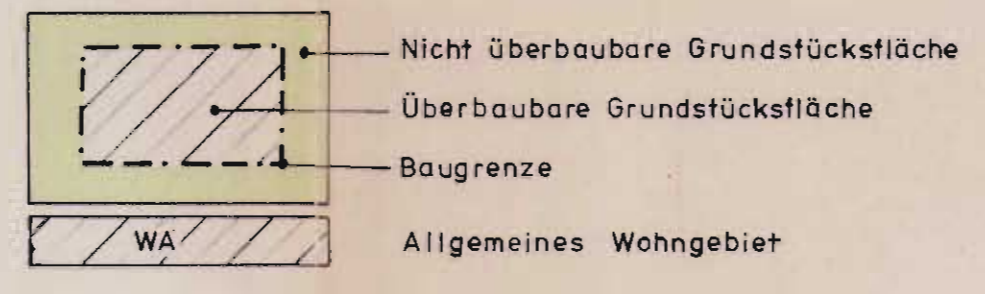 Nicht überbaubare Grundstücksfläche
Überbaubare Grundstücksfläche
Baugrenze
WA Allgemeines Wohngebiet